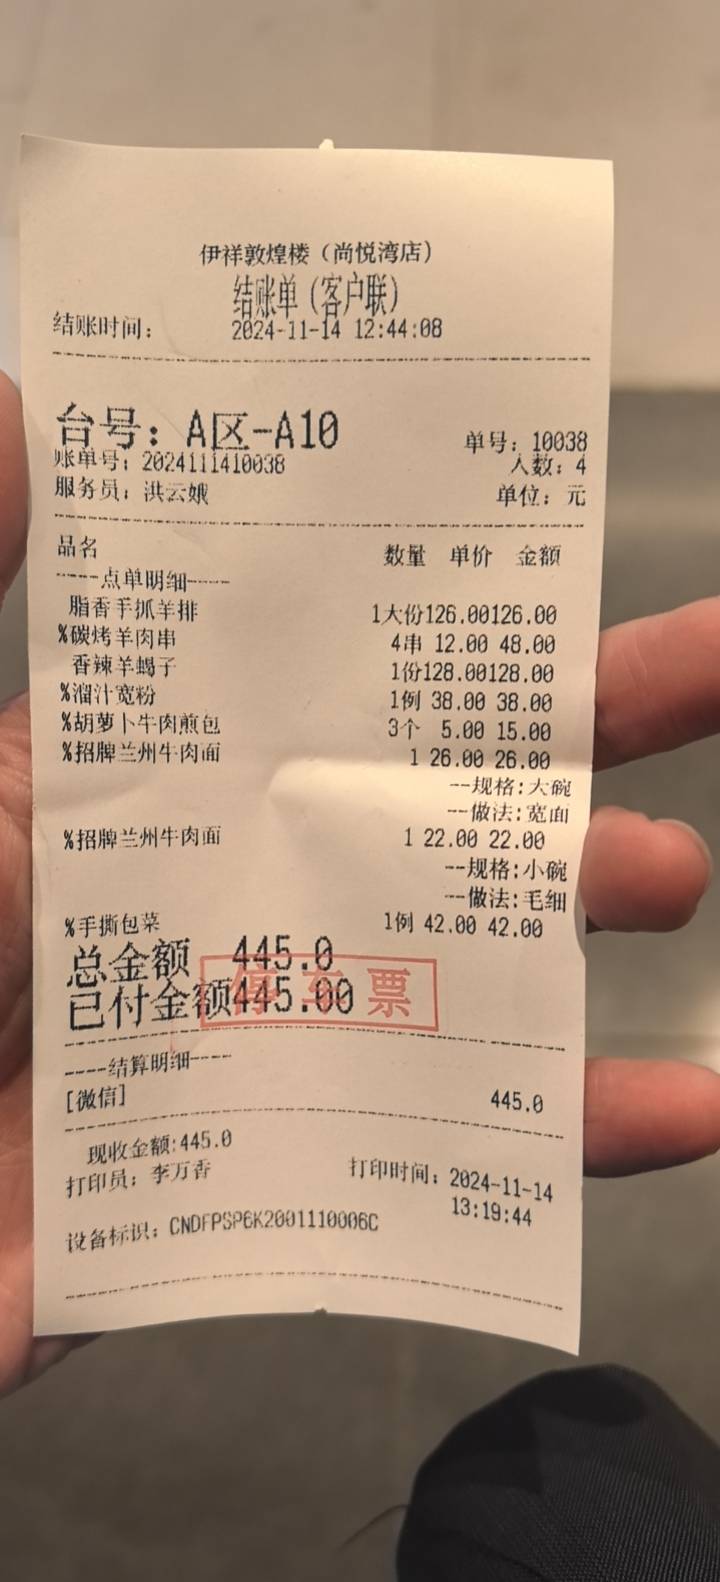 伊祥敦煌楼（尚悦湾店）
结账单（客户联）
结账时间： 2024-11-14 12:44:08
台号：A区-A10 单号：10038
账单号：2024111410038 人数：4
服务员：洪云娥 单位：元
品名 数量 单价 金额
----点单明细----
脂香手抓羊排 1大份126.00126.00
%碳烤羊肉串 4串 12.00 48.00
香辣羊蝎子 1份128.00128.00
%溜汁宽粉 1例 38.00 38.00
%胡萝卜牛肉煎包 3个 5.00 15.00
%招牌兰州牛肉面 1 26.00 26.00
--规格:大碗
--做法:宽面
%招牌兰州牛肉面 1 22.00 22.00
--规格:小碗
--做法:毛细
%手撕包菜 1例 42.00 42.00
总金额 445.0
已付金额445.00
停车票
----结算明细----
[微信] 445.0
现收金额:445.0
打印员：李万香 打印时间：2024-11-14
13:19:44
设备标识：CNDFPSP6K2001110006C